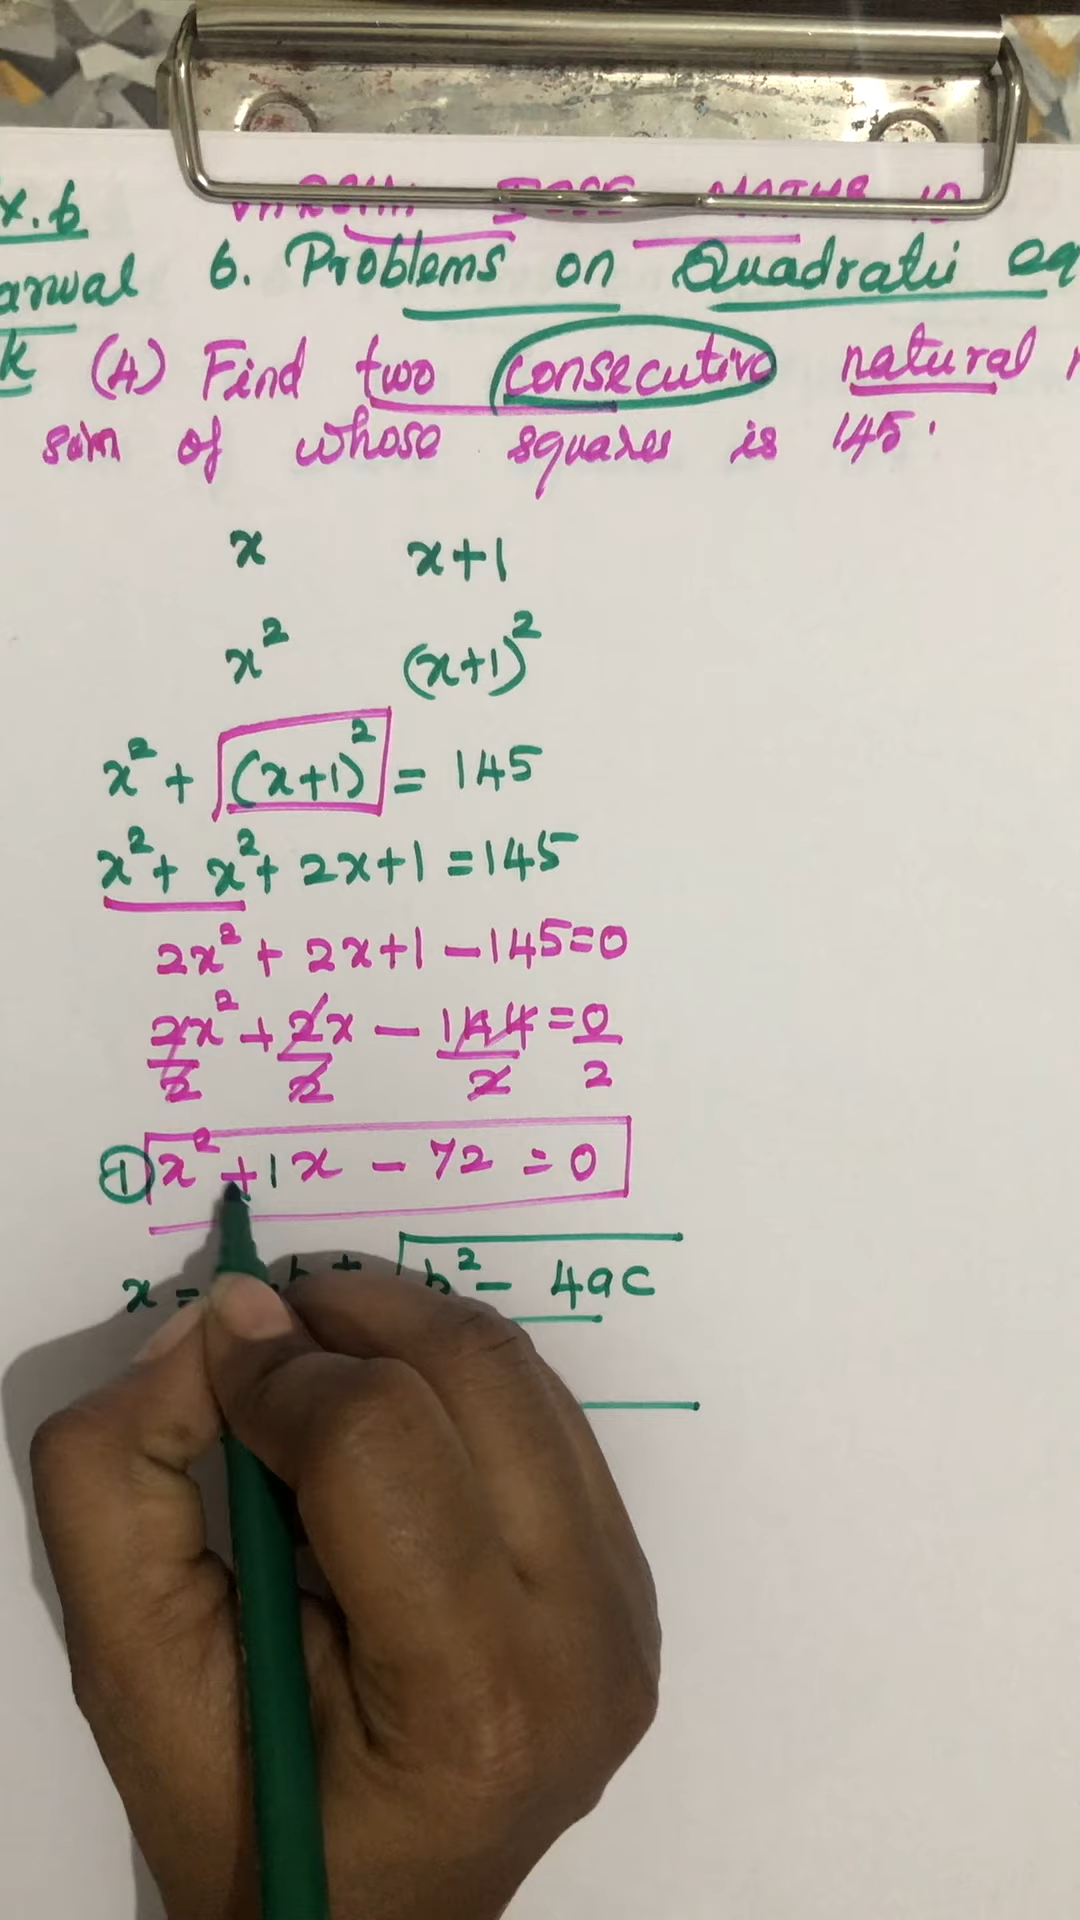 6. Problems on Quadratic
(4) Find two consecutive natural
sum of whose squares is 145.
x x+1
x² (x+1)²
x² + (x+1)² = 145
x² + x² + 2x+1 = 145
2x² + 2x+1 - 145=0
2x²/2 + 2x/2 - 144/2 = 0/2
① x² + 1x - 72 = 0
x = b² - 4ac